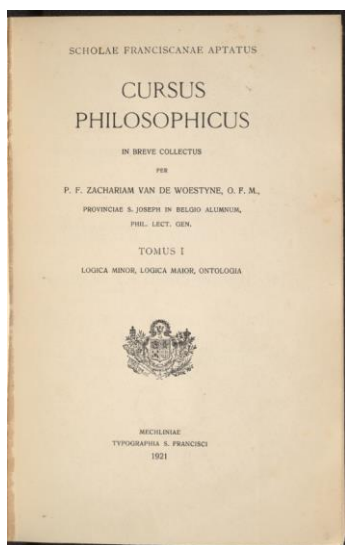 SCHOLAE FRANCISCANAE APTATUS
CURSUS
PHILOSOPHICUS
IN BREVE COLLECTUS
PER
P. F. ZACHARIAM VAN DE WOESTYNE, O. F. M.,
PROVINCIAE S. JOSEPH IN BELGIO ALUMNUM,
PHIL. LECT. GEN.
TOMUS I
LOGICA MINOR, LOGICA MAIOR, ONTOLOGIA
MECHLINIAE
TYPOGRAPHIA S. FRANCISCI
1921